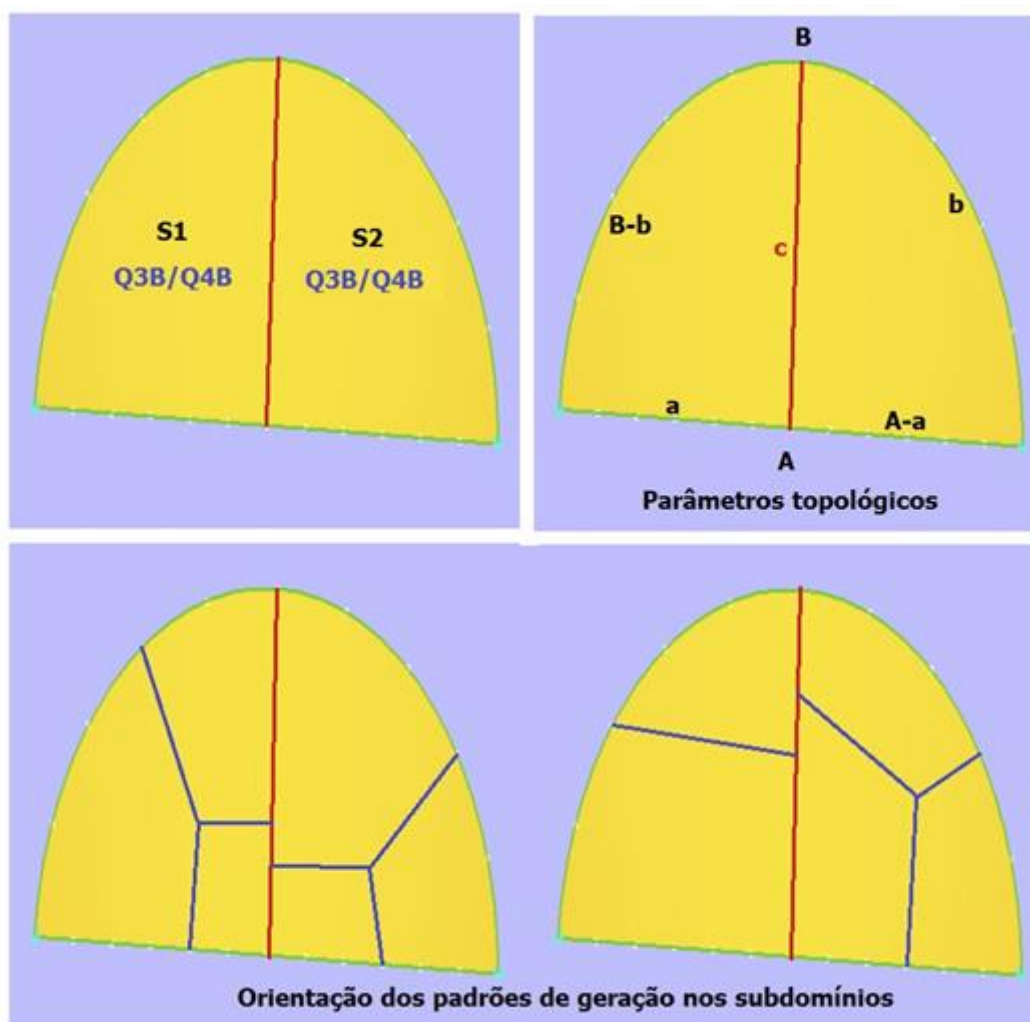 S1
Q3B/Q4B
S2
Q3B/Q4B
B
B-b
b
c
a
A-a
A
Parâmetros topológicos
Orientação dos padrões de geração nos subdomínios